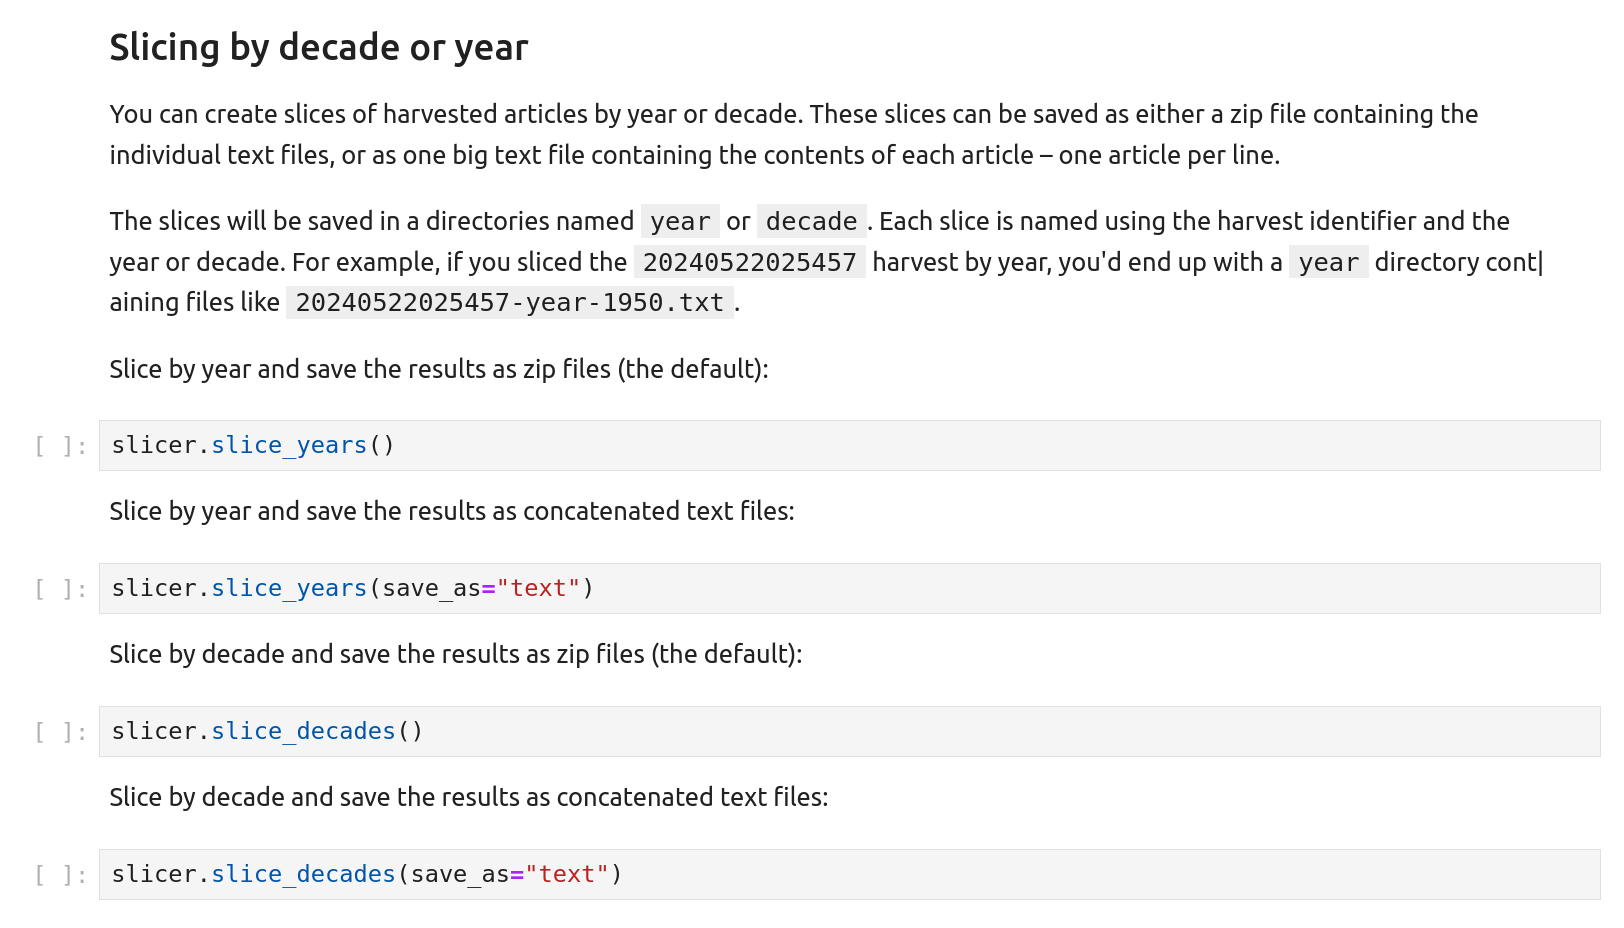 Slicing by decade or year
You can create slices of harvested articles by year or decade. These slices can be saved as either a zip file containing the
individual text files, or as one big text file containing the contents of each article – one article per line.
The slices will be saved in a directories named year or decade. Each slice is named using the harvest identifier and the
year or decade. For example, if you sliced the 20240522025457 harvest by year, you'd end up with a year directory cont|
aining files like 20240522025457-year-1950.txt.
Slice by year and save the results as zip files (the default):
[ ]: slicer.slice_years()
Slice by year and save the results as concatenated text files:
[ ]: slicer.slice_years(save_as="text")
Slice by decade and save the results as zip files (the default):
[ ]: slicer.slice_decades()
Slice by decade and save the results as concatenated text files:
[ ]: slicer.slice_decades(save_as="text")